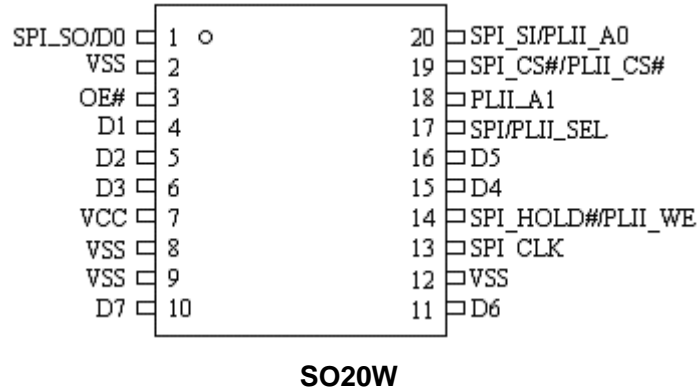 SPI_SO/D0 1 20 SPI_SI/PLII_A0
VSS 2 19 SPI_CS#/PLII_CS#
OE# 3 18 PLII_A1
D1 4 17 SPI/PLII_SEL
D2 5 16 D5
D3 6 15 D4
VCC 7 14 SPI_HOLD#/PLII_WE
VSS 8 13 SPI CLK
VSS 9 12 VSS
D7 10 11 D6
SO20W